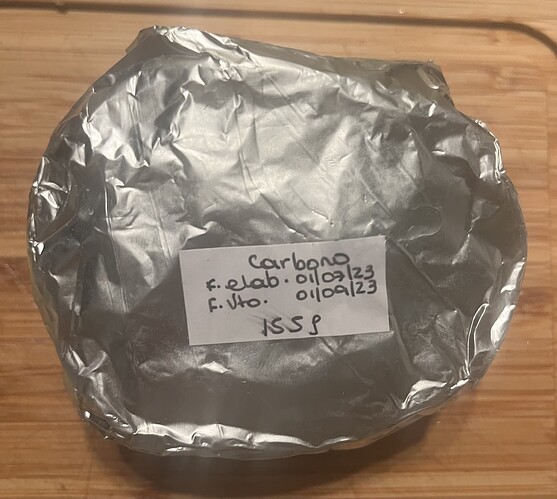 Carbono
F. elab. 01/07/23
F. Vto. 01/09/23
155g